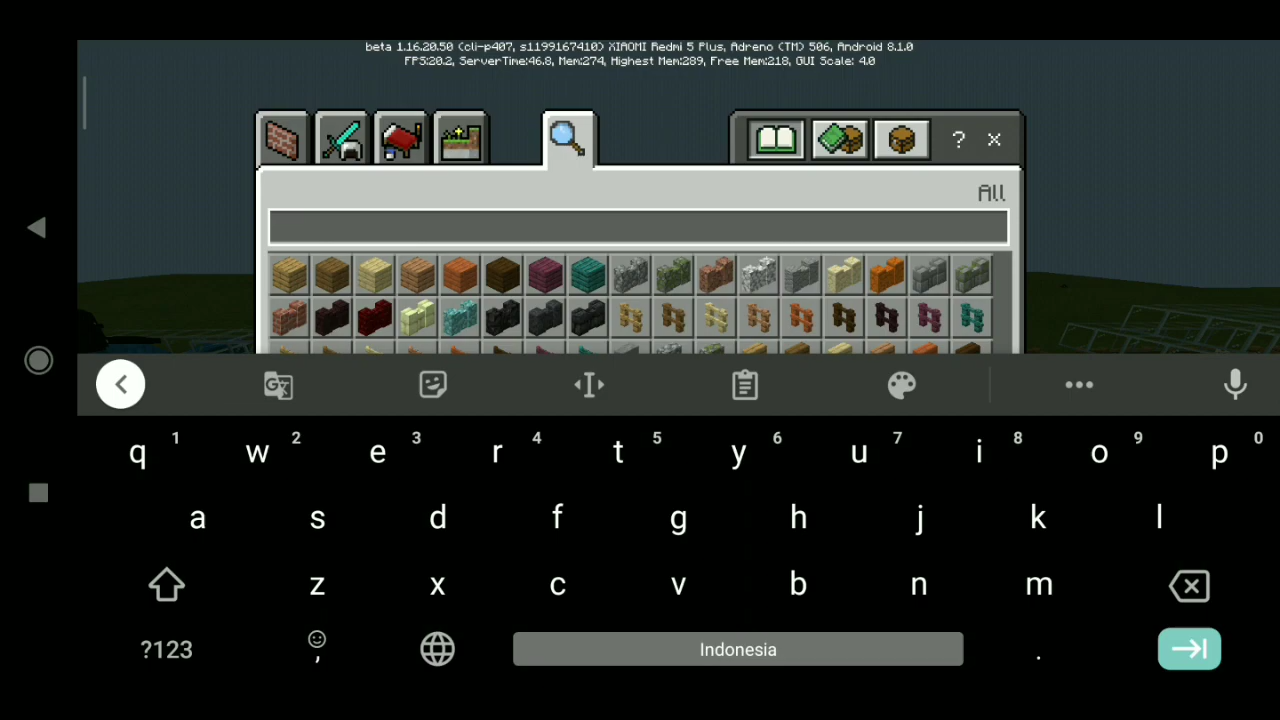 beta 1.16.20.50 (cli-p407, s1199167410) XIAOMI Redmi 5 Plus, Adreno (TM) 506, Android 8.1.0
FPS:20.2, ServerTime:46.8, Mem:274, Highest Mem:289, Free Mem:218, GUI Scale: 4.0
? ×
All
q 1 w 2 e 3 r 4 t 5 y 6 u 7 i 8 o 9 p 0
a s d f g h j k l
z x c v b n m
?123 , Indonesia .